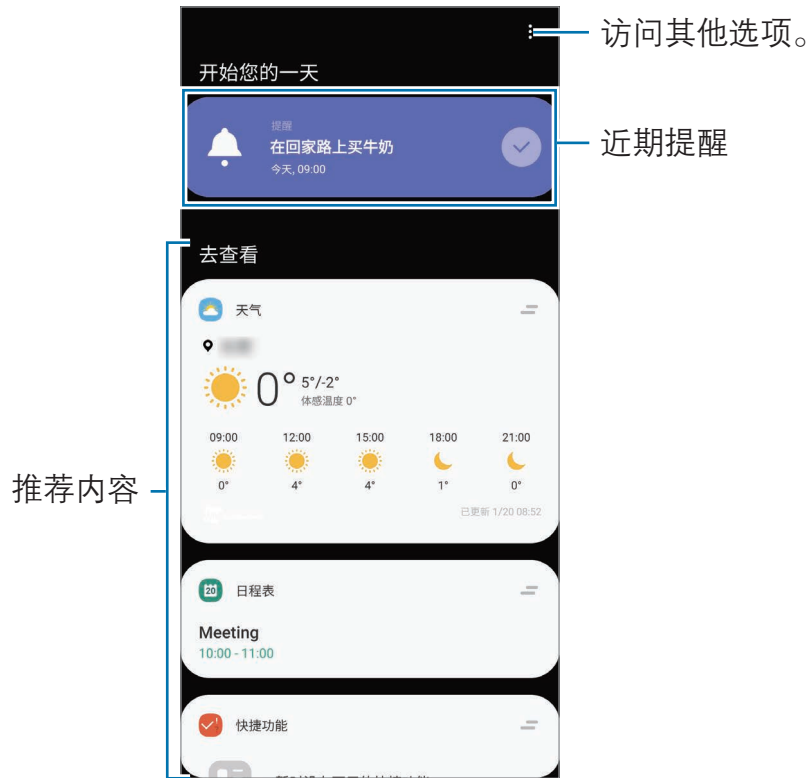 访问其他选项。
开始您的一天
提醒
在回家路上买牛奶
今天, 09:00
近期提醒
去查看
天气
0° 5°/-2°
体感温度 0°
09:00 12:00 15:00 18:00 21:00
0° 4° 4° 1° 0°
推荐内容
已更新 1/20 08:52
20 日程表
Meeting
10:00 - 11:00
快捷功能